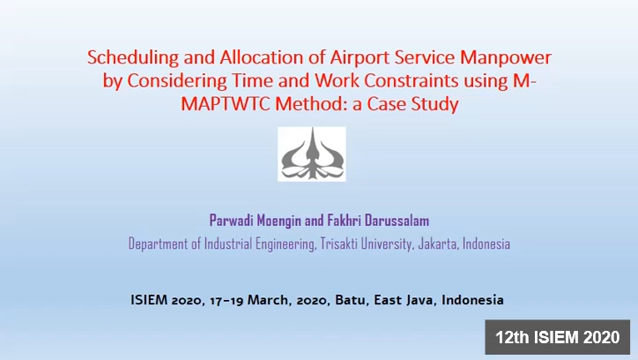 Scheduling and Allocation of Airport Service Manpower
by Considering Time and Work Constraints using M-
MAPTWTC Method: a Case Study
Parwadi Moengin and Fakhri Darussalam
Department of Industrial Engineering, Trisakti University, Jakarta, Indonesia
ISIEM 2020, 17-19 March, 2020, Batu, East Java, Indonesia
12th ISIEM 2020